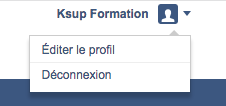 Ksup Formation
Éditer le profil
Déconnexion